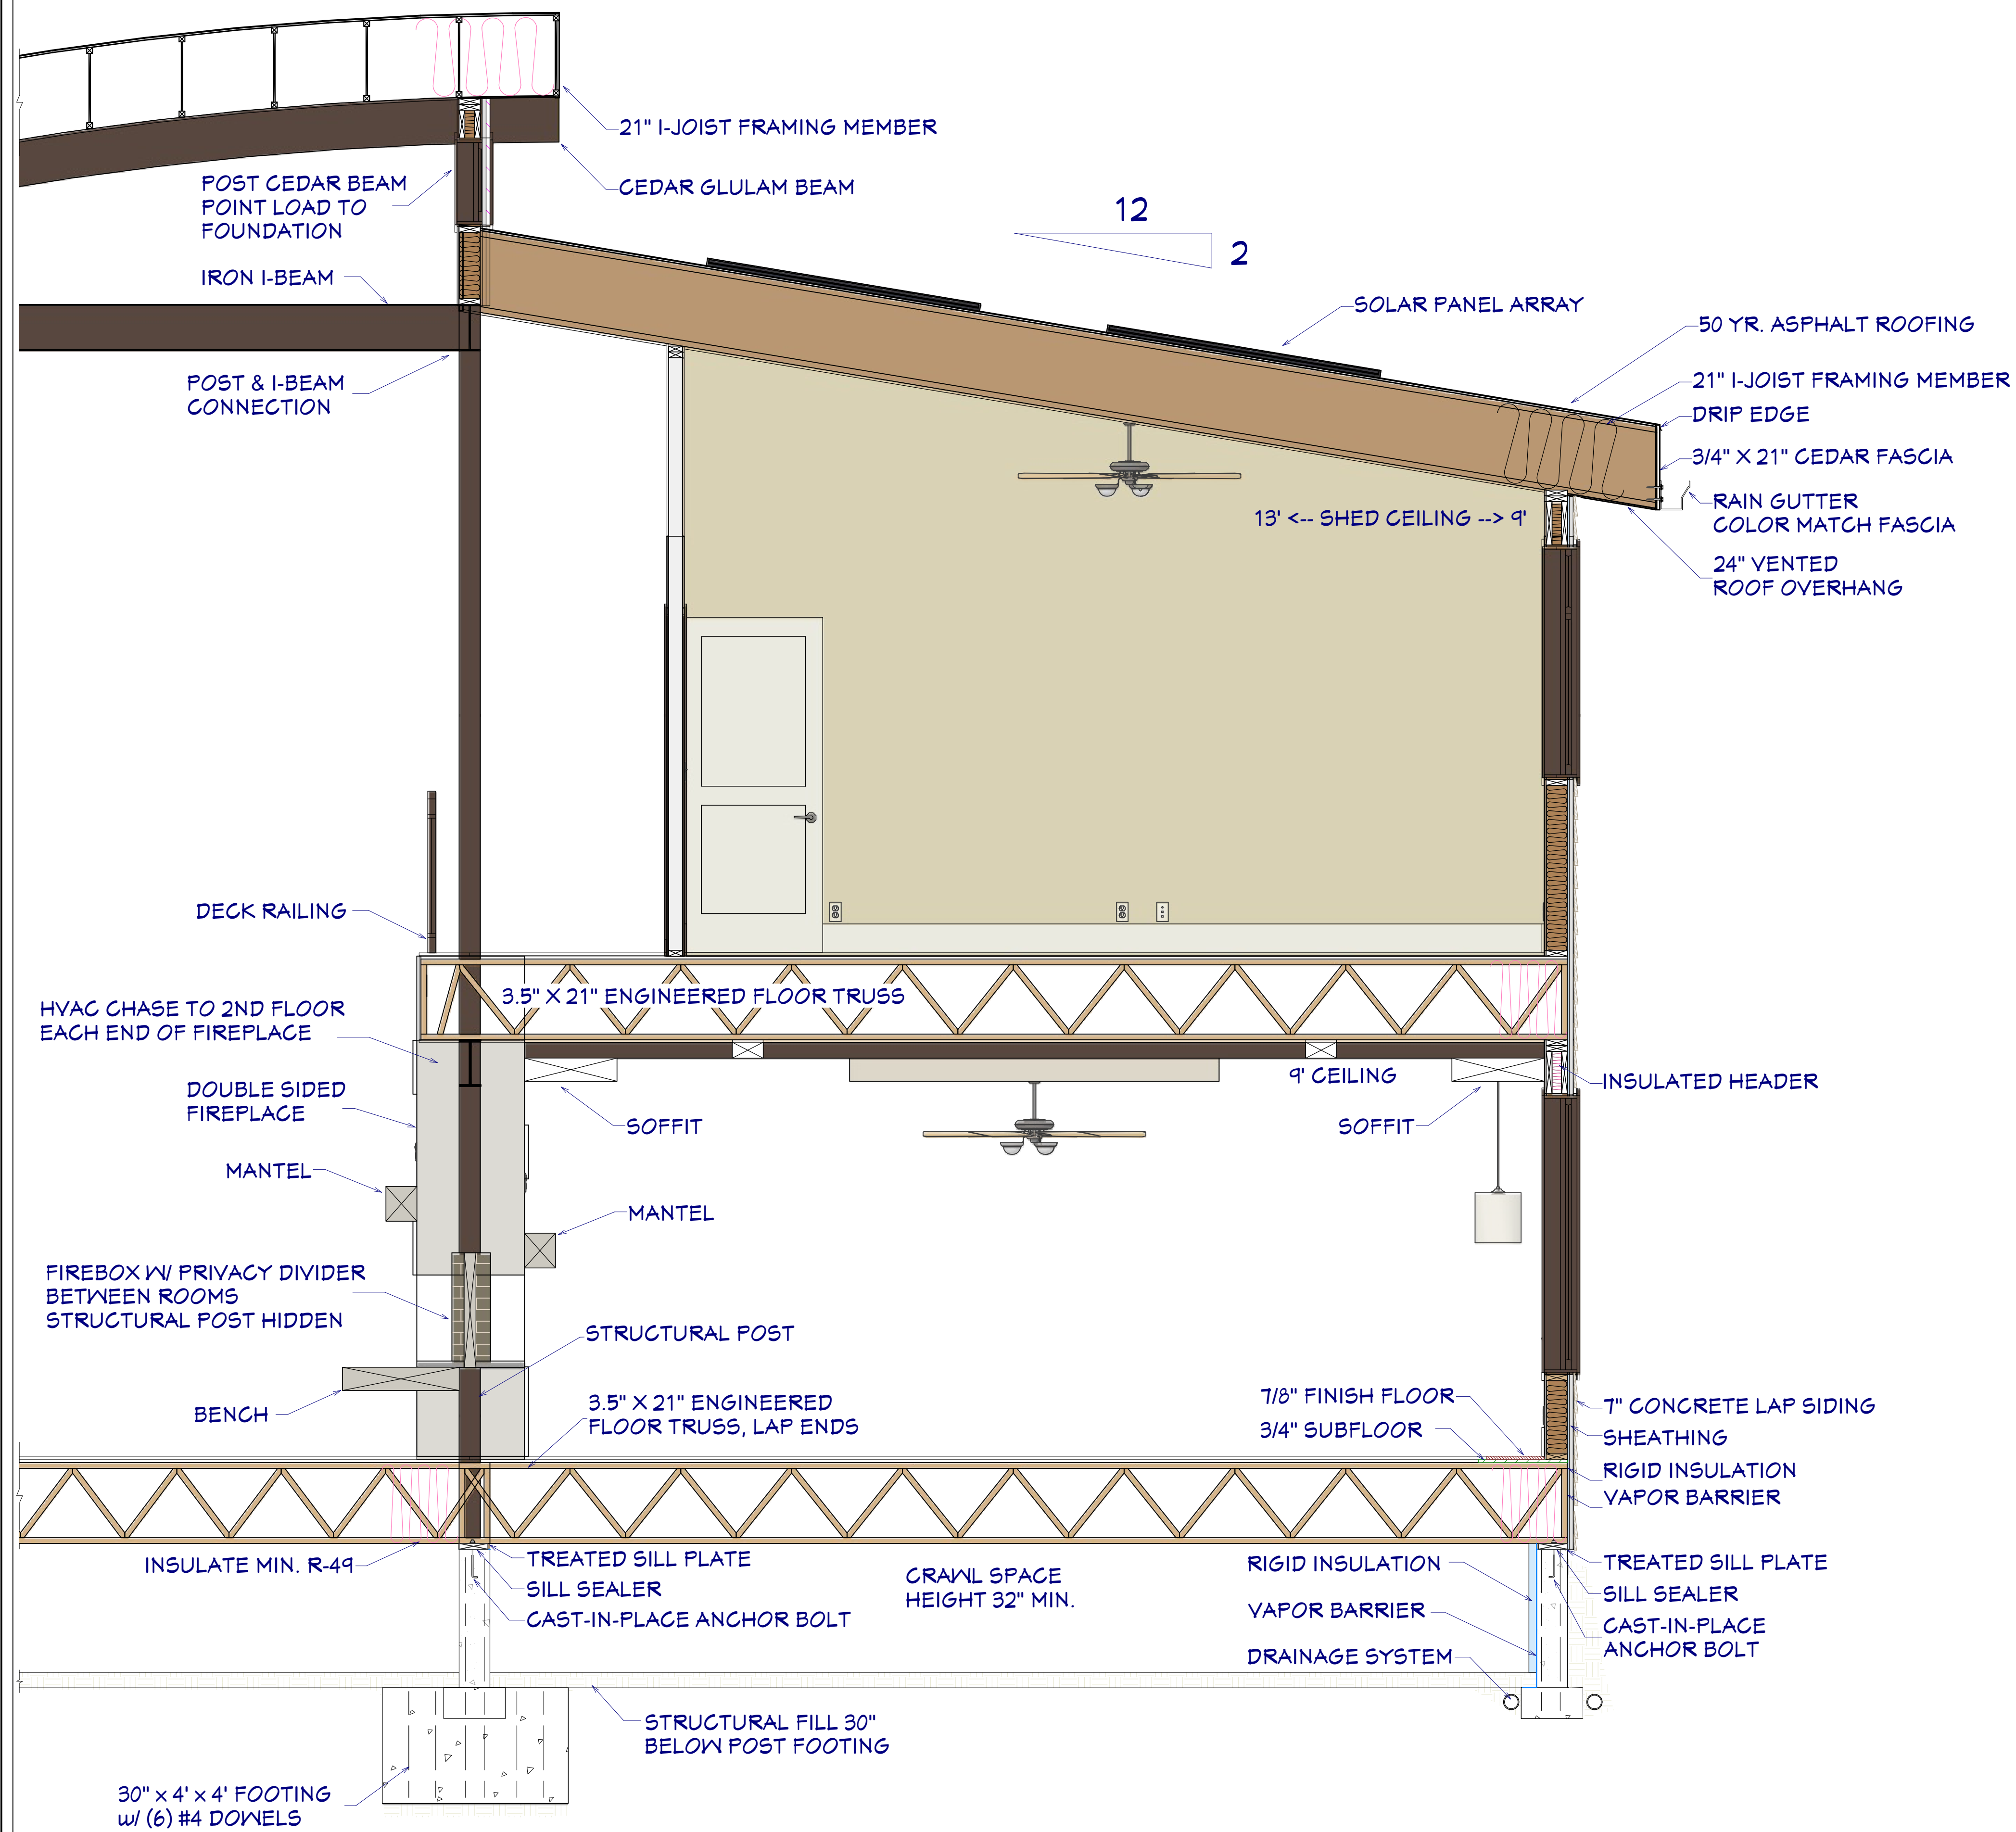 21" I-JOIST FRAMING MEMBER
POST CEDAR BEAM
POINT LOAD TO
FOUNDATION
CEDAR GLULAM BEAM
12
2
IRON I-BEAM
SOLAR PANEL ARRAY
50 YR. ASPHALT ROOFING
POST & I-BEAM
CONNECTION
21" I-JOIST FRAMING MEMBER
DRIP EDGE
3/4" X 21" CEDAR FASCIA
RAIN GUTTER
COLOR MATCH FASCIA
13' <-- SHED CEILING --> 9'
24" VENTED
ROOF OVERHANG
DECK RAILING
3.5" X 21" ENGINEERED FLOOR TRUSS
HVAC CHASE TO 2ND FLOOR
EACH END OF FIREPLACE
9' CEILING
INSULATED HEADER
DOUBLE SIDED
FIREPLACE
SOFFIT
SOFFIT
MANTEL
MANTEL
FIREBOX W/ PRIVACY DIVIDER
BETWEEN ROOMS
STRUCTURAL POST HIDDEN
STRUCTURAL POST
BENCH
3.5" X 21" ENGINEERED
FLOOR TRUSS, LAP ENDS
7/8" FINISH FLOOR
3/4" SUBFLOOR
7" CONCRETE LAP SIDING
SHEATHING
RIGID INSULATION
VAPOR BARRIER
INSULATE MIN. R-49
TREATED SILL PLATE
SILL SEALER
CAST-IN-PLACE ANCHOR BOLT
CRAWL SPACE
HEIGHT 32" MIN.
RIGID INSULATION
VAPOR BARRIER
DRAINAGE SYSTEM
TREATED SILL PLATE
SILL SEALER
CAST-IN-PLACE
ANCHOR BOLT
STRUCTURAL FILL 30"
BELOW POST FOOTING
30" x 4' x 4' FOOTING
w/ (6) #4 DOWELS